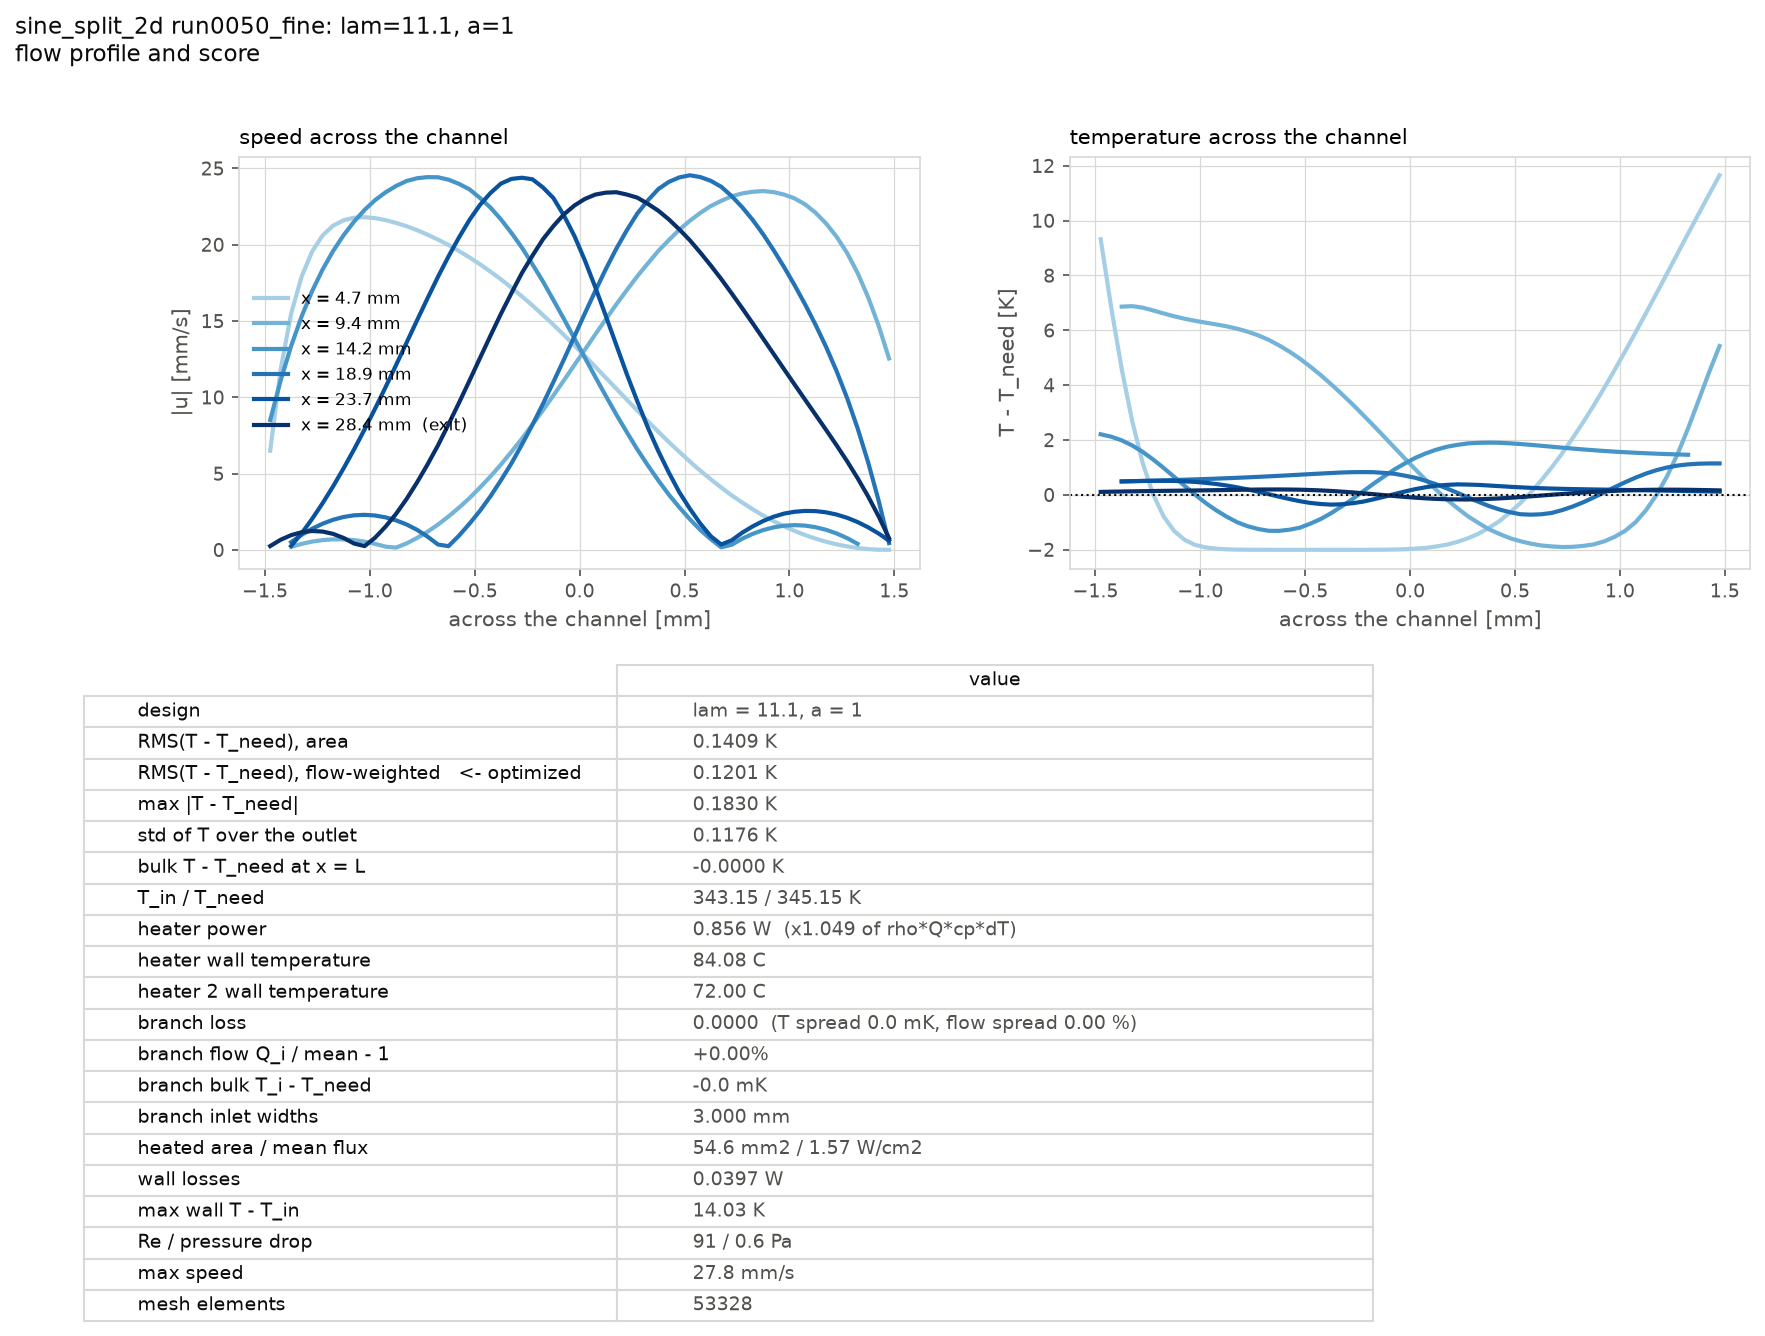 sine_split_2d run0050_fine: lam=11.1, a=1
flow profile and score
speed across the channel
25
20
15
10
5
0
|u| [mm/s]
x = 4.7 mm
x = 9.4 mm
x = 14.2 mm
x = 18.9 mm
x = 23.7 mm
x = 28.4 mm  (exit)
−1.5 −1.0 −0.5 0.0 0.5 1.0 1.5
across the channel [mm]
temperature across the channel
12
10
8
6
4
2
0
−2
T - T_need [K]
−1.5 −1.0 −0.5 0.0 0.5 1.0 1.5
across the channel [mm]
value
design lam = 11.1, a = 1
RMS(T - T_need), area 0.1409 K
RMS(T - T_need), flow-weighted   <- optimized 0.1201 K
max |T - T_need| 0.1830 K
std of T over the outlet 0.1176 K
bulk T - T_need at x = L -0.0000 K
T_in / T_need 343.15 / 345.15 K
heater power 0.856 W  (x1.049 of rho*Q*cp*dT)
heater wall temperature 84.08 C
heater 2 wall temperature 72.00 C
branch loss 0.0000  (T spread 0.0 mK, flow spread 0.00 %)
branch flow Q_i / mean - 1 +0.00%
branch bulk T_i - T_need -0.0 mK
branch inlet widths 3.000 mm
heated area / mean flux 54.6 mm2 / 1.57 W/cm2
wall losses 0.0397 W
max wall T - T_in 14.03 K
Re / pressure drop 91 / 0.6 Pa
max speed 27.8 mm/s
mesh elements 53328